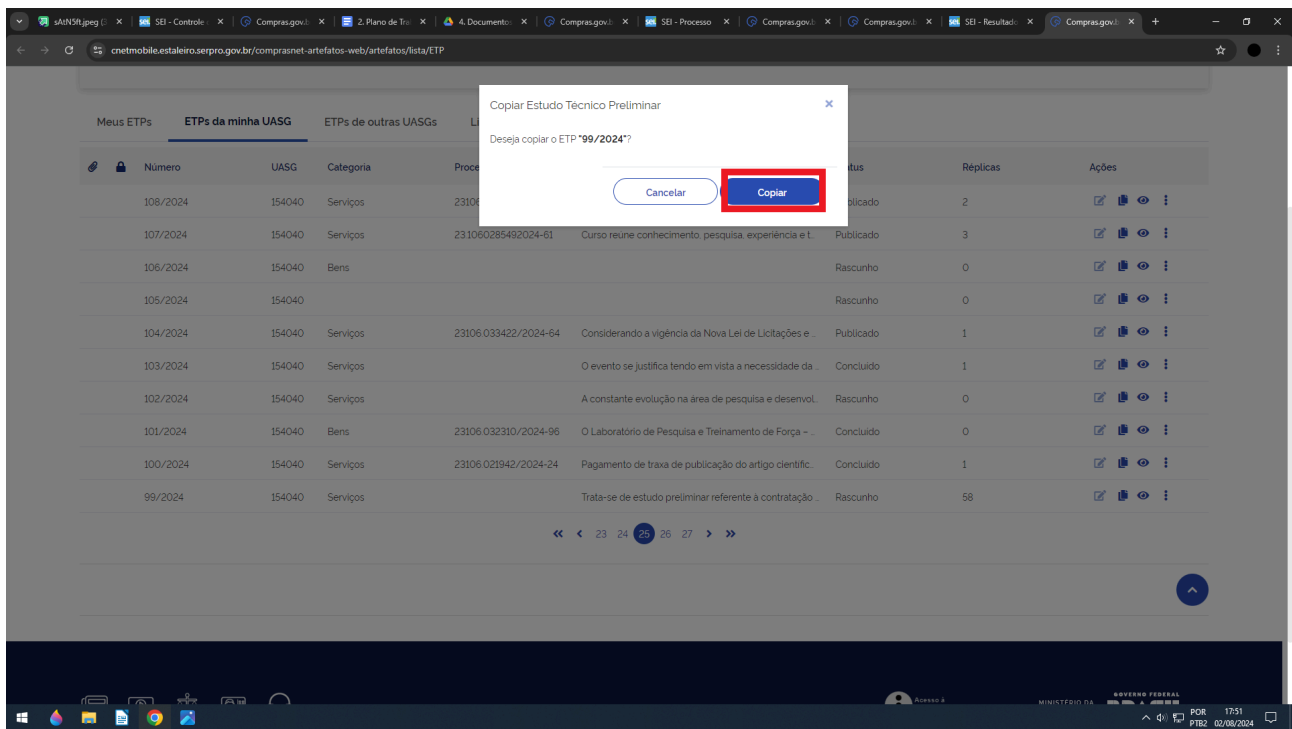 sAtN5ft.jpeg (3
SEI - Controle
Compras.gov.b
2. Plano de Tra
4. Documento
Compras.gov.b
SEI - Processo
Compras.gov.b
Compras.gov.b
SEI - Resultado
Compras.gov.b
cnetmobile.estaleiro.serpro.gov.br/comprasnet-artefatos-web/artefatos/lista/ETP
Copiar Estudo Técnico Preliminar
Deseja copiar o ETP "99/2024"?
Cancelar Copiar
Meus ETPs ETPs da minha UASG ETPs de outras UASGs Li
Número UASG Categoria Proce atus Réplicas Ações
108/2024 154040 Serviços 23106 blicado 2
107/2024 154040 Serviços 23.1060285492024-61 Curso reúne conhecimento, pesquisa, experiência e t... Publicado 3
106/2024 154040 Bens Rascunho 0
105/2024 154040 Rascunho 0
104/2024 154040 Serviços 23106.033422/2024-64 Considerando a vigência da Nova Lei de Licitações e ... Publicado 1
103/2024 154040 Serviços O evento se justifica tendo em vista a necessidade da ... Concluído 1
102/2024 154040 Serviços A constante evolução na área de pesquisa e desenvol... Rascunho 0
101/2024 154040 Bens 23106.032310/2024-96 O Laboratório de Pesquisa e Treinamento de Força – ... Concluído 0
100/2024 154040 Serviços 23106.021942/2024-24 Pagamento de traxa de publicação do artigo científic... Concluído 1
99/2024 154040 Serviços Trata-se de estudo preliminar referente à contratação ... Rascunho 58
23 24 25 26 27
Acesso à
MINISTÉRIO DA
GOVERNO FEDERAL
POR 17:51
PTB2 02/08/2024